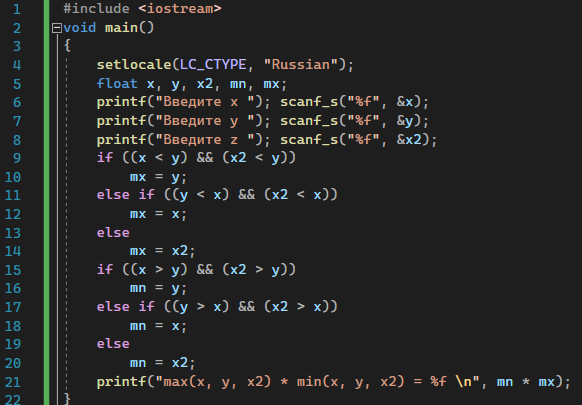 1 #include <iostream>
2 void main()
3 {
4 setlocale(LC_CTYPE, "Russian");
5 float x, y, x2, mn, mx;
6 printf("Введите x "); scanf_s("%f", &x);
7 printf("Введите y "); scanf_s("%f", &y);
8 printf("Введите z "); scanf_s("%f", &x2);
9 if ((x < y) && (x2 < y))
10 mx = y;
11 else if ((y < x) && (x2 < x))
12 mx = x;
13 else
14 mx = x2;
15 if ((x > y) && (x2 > y))
16 mn = y;
17 else if ((y > x) && (x2 > x))
18 mn = x;
19 else
20 mn = x2;
21 printf("max(x, y, x2) * min(x, y, x2) = %f \n", mn * mx);
22 }